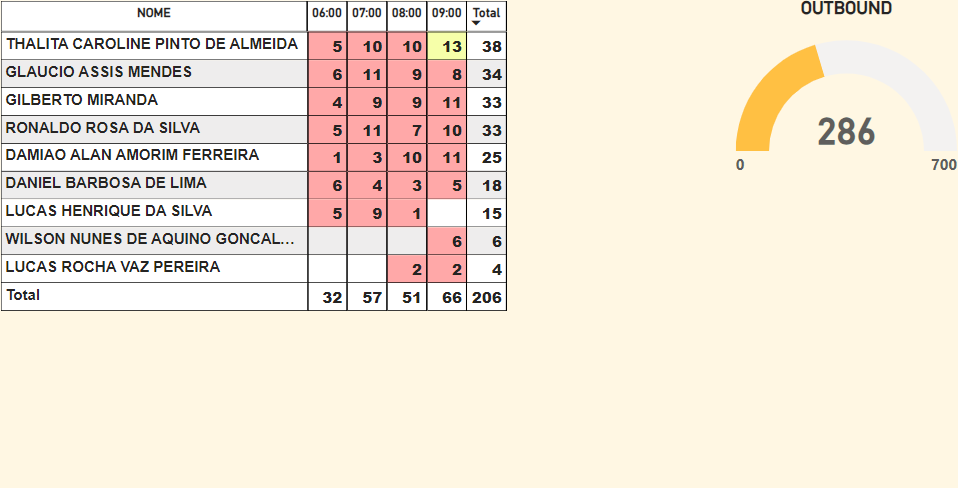 NOME 06:00 07:00 08:00 09:00 Total
THALITA CAROLINE PINTO DE ALMEIDA 5 10 10 13 38
GLAUCIO ASSIS MENDES 6 11 9 8 34
GILBERTO MIRANDA 4 9 9 11 33
RONALDO ROSA DA SILVA 5 11 7 10 33
DAMIAO ALAN AMORIM FERREIRA 1 3 10 11 25
DANIEL BARBOSA DE LIMA 6 4 3 5 18
LUCAS HENRIQUE DA SILVA 5 9 1 15
WILSON NUNES DE AQUINO GONCAL... 6 6
LUCAS ROCHA VAZ PEREIRA 2 2 4
Total 32 57 51 66 206
OUTBOUND
286
0 700